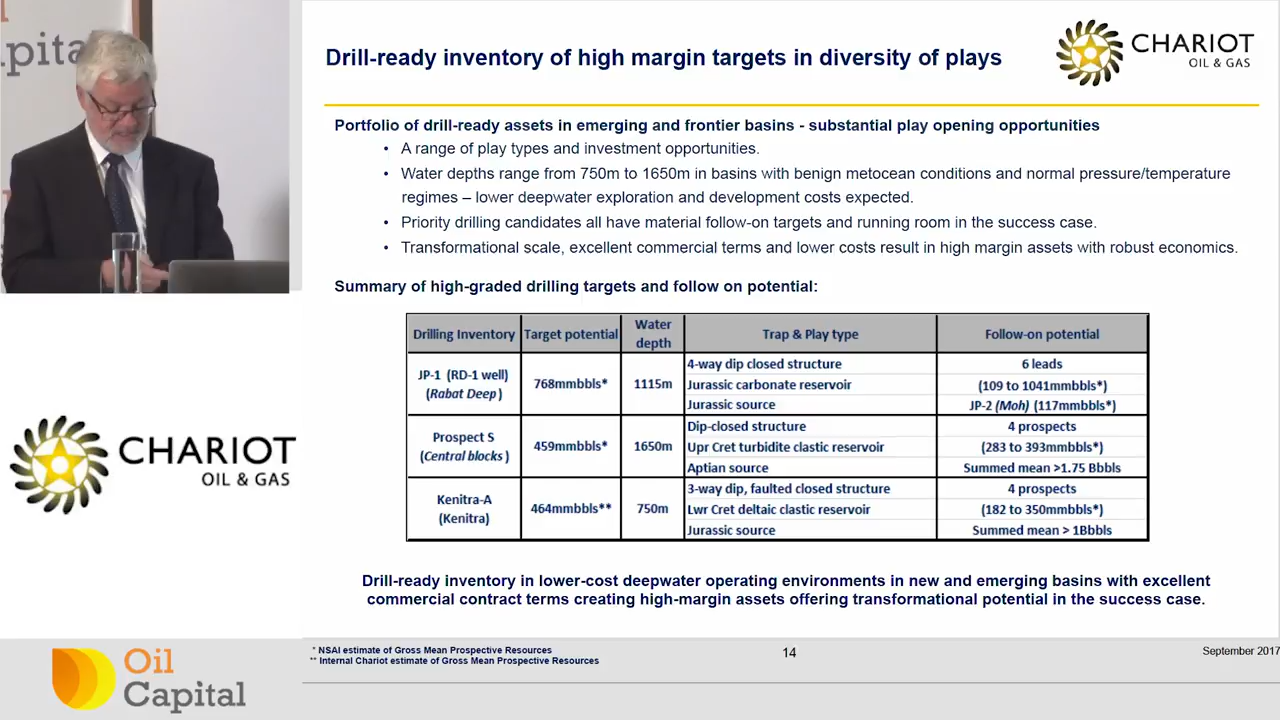 pital
Drill-ready inventory of high margin targets in diversity of plays
CHARIOT
OIL & GAS
Portfolio of drill-ready assets in emerging and frontier basins - substantial play opening opportunities
• A range of play types and investment opportunities.
• Water depths range from 750m to 1650m in basins with benign metocean conditions and normal pressure/temperature
regimes – lower deepwater exploration and development costs expected.
• Priority drilling candidates all have material follow-on targets and running room in the success case.
• Transformational scale, excellent commercial terms and lower costs result in high margin assets with robust economics.
Summary of high-graded drilling targets and follow on potential:
Drilling Inventory Target potential Water depth Trap & Play type Follow-on potential
JP-1 (RD-1 well)
(Rabat Deep)
768mmbbls*
1115m
4-way dip closed structure
Jurassic carbonate reservoir
Jurassic source
6 leads
(109 to 1041mmbbls*)
JP-2 (Moh) (117mmbbls*)
Prospect S
(Central blocks)
459mmbbls*
1650m
Dip-closed structure
Upr Cret turbidite clastic reservoir
Aptian source
4 prospects
(283 to 393mmbbls*)
Summed mean >1.75 Bbbls
Kenitra-A
(Kenitra)
464mmbbls**
750m
3-way dip, faulted closed structure
Lwr Cret deltaic clastic reservoir
Jurassic source
4 prospects
(182 to 350mmbbls*)
Summed mean > 1Bbbls
Drill-ready inventory in lower-cost deepwater operating environments in new and emerging basins with excellent
commercial contract terms creating high-margin assets offering transformational potential in the success case.
* NSAI estimate of Gross Mean Prospective Resources
** Internal Chariot estimate of Gross Mean Prospective Resources
14
September 2017
CHARIOT
OIL & GAS
Oil
Capital